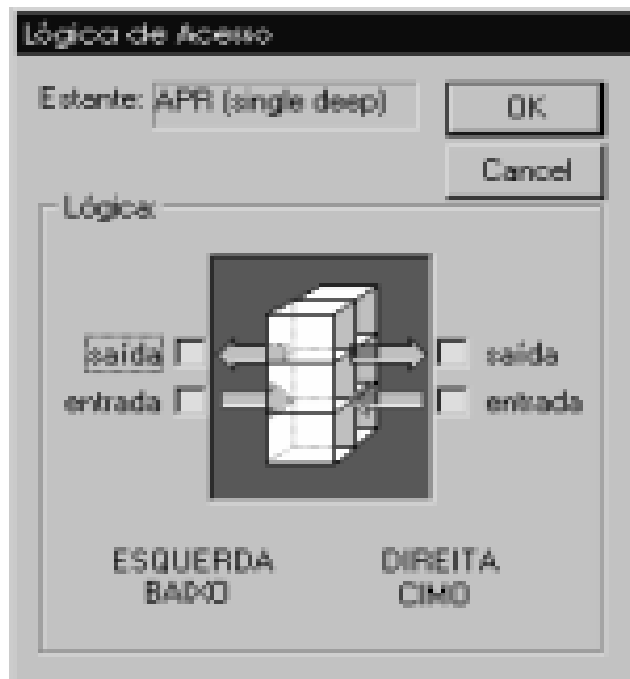 Lógica de Acesso
Estante: APR (single deep) OK
Cancel
Lógica:
saída saída
entrada entrada
ESQUERDA DIREITA
BAIXO CIMO